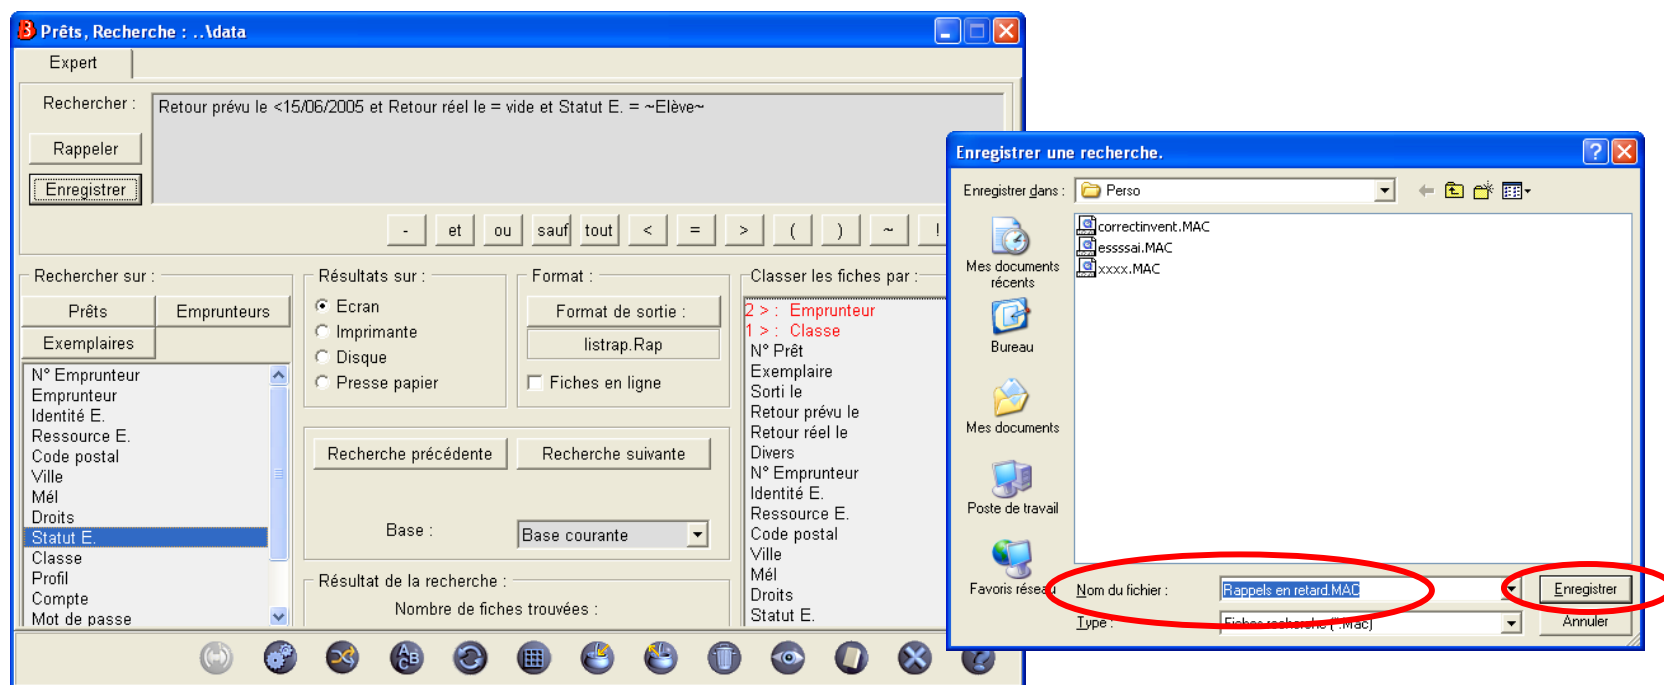 Prêts, Recherche : ..\data
Expert
Rechercher :
Retour prévu le <15/06/2005 et Retour réel le = vide et Statut E. = ~Elève~
Rappeler
Enregistrer
- et ou sauf tout < = > ( ) ~ !
Rechercher sur :
Prêts Emprunteurs
Exemplaires
N° Emprunteur
Emprunteur
Identité E.
Ressource E.
Code postal
Ville
Mél
Droits
Statut E.
Classe
Profil
Compte
Mot de passe
Résultats sur :
Ecran
Imprimante
Disque
Presse papier
Format :
Format de sortie :
listrap.Rap
Fiches en ligne
Recherche précédente Recherche suivante
Base : Base courante
Résultat de la recherche :
Nombre de fiches trouvées :
Classer les fiches par :
2 > : Emprunteur
1 > : Classe
N° Prêt
Exemplaire
Sorti le
Retour prévu le
Retour réel le
Divers
N° Emprunteur
Identité E.
Ressource E.
Code postal
Ville
Mél
Droits
Statut E.
Enregistrer une recherche.
Enregistrer dans : Perso
correctinvent.MAC
esssai.MAC
xxxx.MAC
Mes documents
récents
Bureau
Mes documents
Poste de travail
Favoris réseau
Nom du fichier : Rappels en retard.MAC Enregistrer
Type : Fiches recherche (*.Mac) Annuler